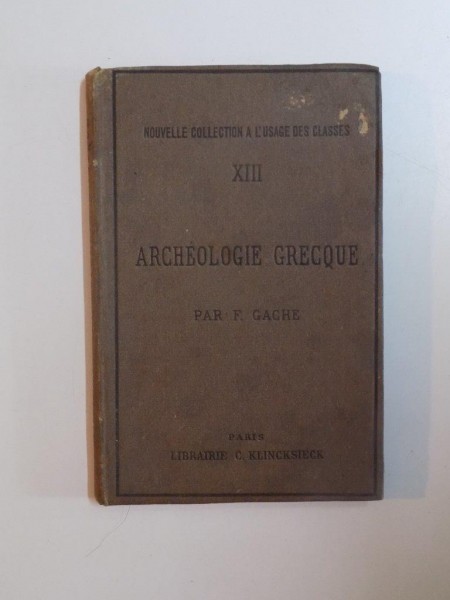 NOUVELLE COLLECTION A L'USAGE DES CLASSES
XIII
ARCHÉOLOGIE GRECQUE
PAR F. GACHE
PARIS
LIBRAIRIE C. KLINCKSIECK